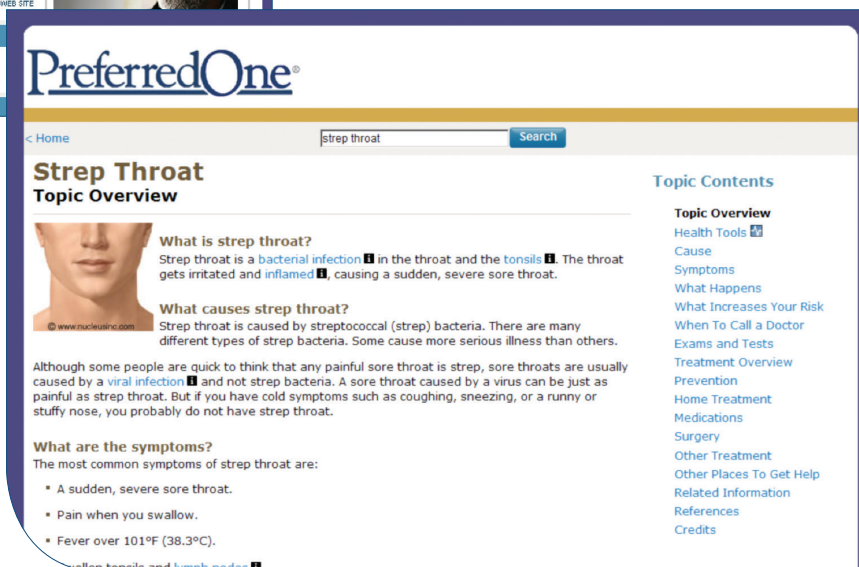 WEB SITE
PreferredOne®
< Home
strep throat
Search
Strep Throat
Topic Overview
What is strep throat?
Strep throat is a bacterial infection in the throat and the tonsils . The throat
gets irritated and inflamed , causing a sudden, severe sore throat.
What causes strep throat?
Strep throat is caused by streptococcal (strep) bacteria. There are many
different types of strep bacteria. Some cause more serious illness than others.
© www.nucleusinc.com
Although some people are quick to think that any painful sore throat is strep, sore throats are usually
caused by a viral infection and not strep bacteria. A sore throat caused by a virus can be just as
painful as strep throat. But if you have cold symptoms such as coughing, sneezing, or a runny or
stuffy nose, you probably do not have strep throat.
What are the symptoms?
The most common symptoms of strep throat are:
A sudden, severe sore throat.
Pain when you swallow.
Fever over 101ºF (38.3ºC).
tonsils and lymph nodes
Topic Contents
Topic Overview
Health Tools
Cause
Symptoms
What Happens
What Increases Your Risk
When To Call a Doctor
Exams and Tests
Treatment Overview
Prevention
Home Treatment
Medications
Surgery
Other Treatment
Other Places To Get Help
Related Information
References
Credits